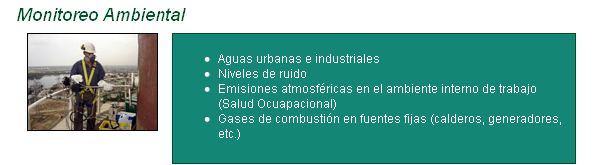 Monitoreo Ambiental
Aguas urbanas e industriales
Niveles de ruido
Emisiones atmosféricas en el ambiente interno de trabajo
(Salud Ocuapacional)
Gases de combustión en fuentes fijas (calderos, generadores,
etc.)